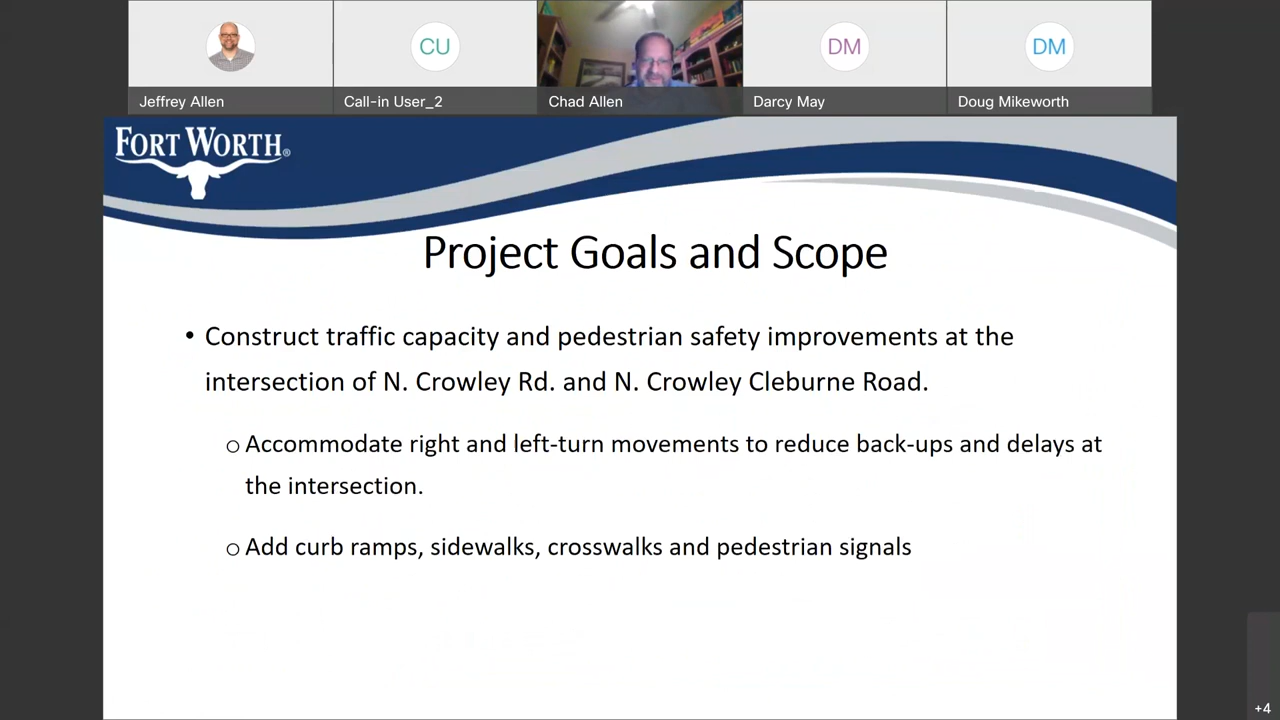 CU
DM
DM
Jeffrey Allen
Call-in User_2
Chad Allen
Darcy May
Doug Mikeworth
FORT WORTH®
Project Goals and Scope
• Construct traffic capacity and pedestrian safety improvements at the
intersection of N. Crowley Rd. and N. Crowley Cleburne Road.
o Accommodate right and left-turn movements to reduce back-ups and delays at
the intersection.
o Add curb ramps, sidewalks, crosswalks and pedestrian signals
+4